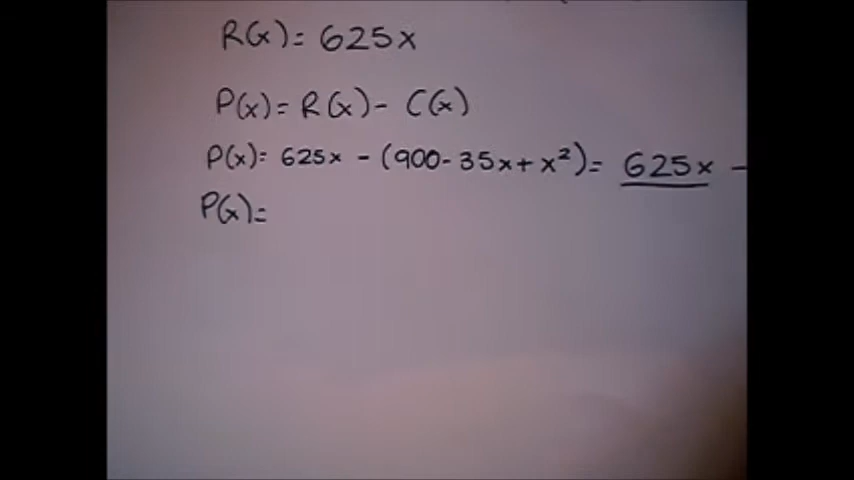 R(x) = 625x
P(x) = R(x) - C(x)
P(x) = 625x - (900 - 35x + x²) = 625x -
P(x) =